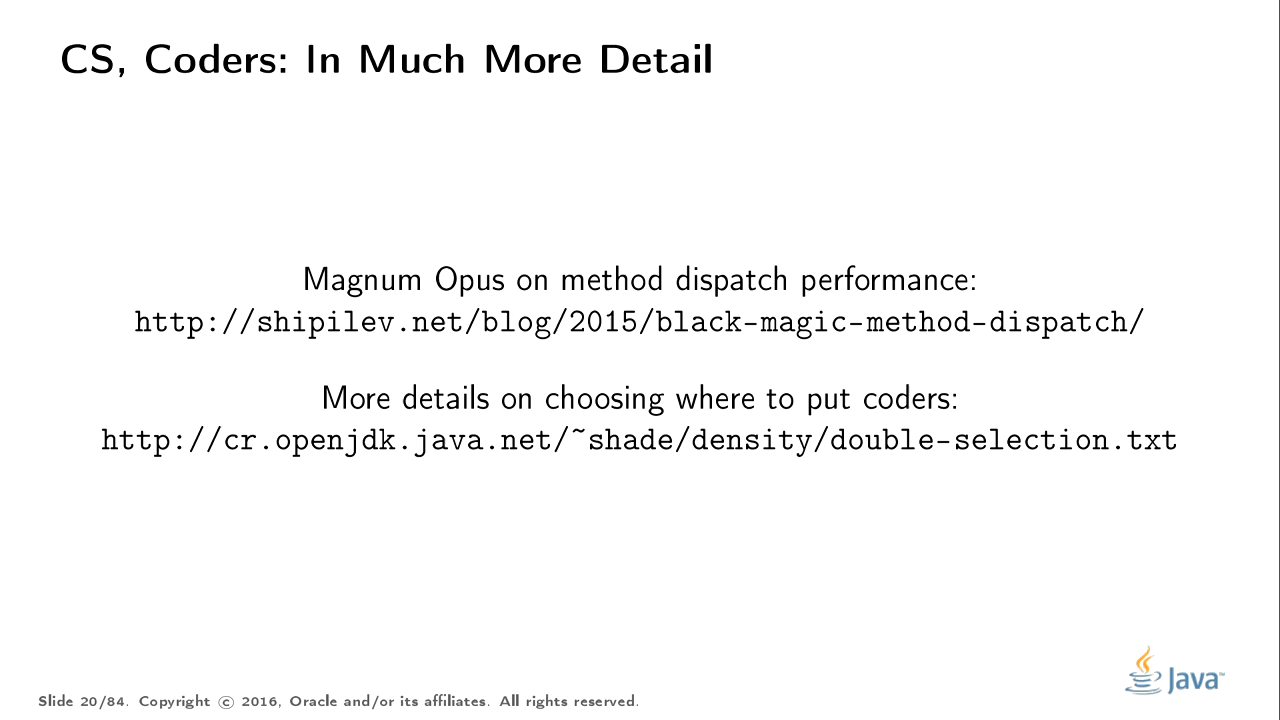 CS, Coders: In Much More Detail
Magnum Opus on method dispatch performance:
http://shipilev.net/blog/2015/black-magic-method-dispatch/
More details on choosing where to put coders:
http://cr.openjdk.java.net/~shade/density/double-selection.txt
Slide 20/84. Copyright © 2016, Oracle and/or its affiliates. All rights reserved.
Java™